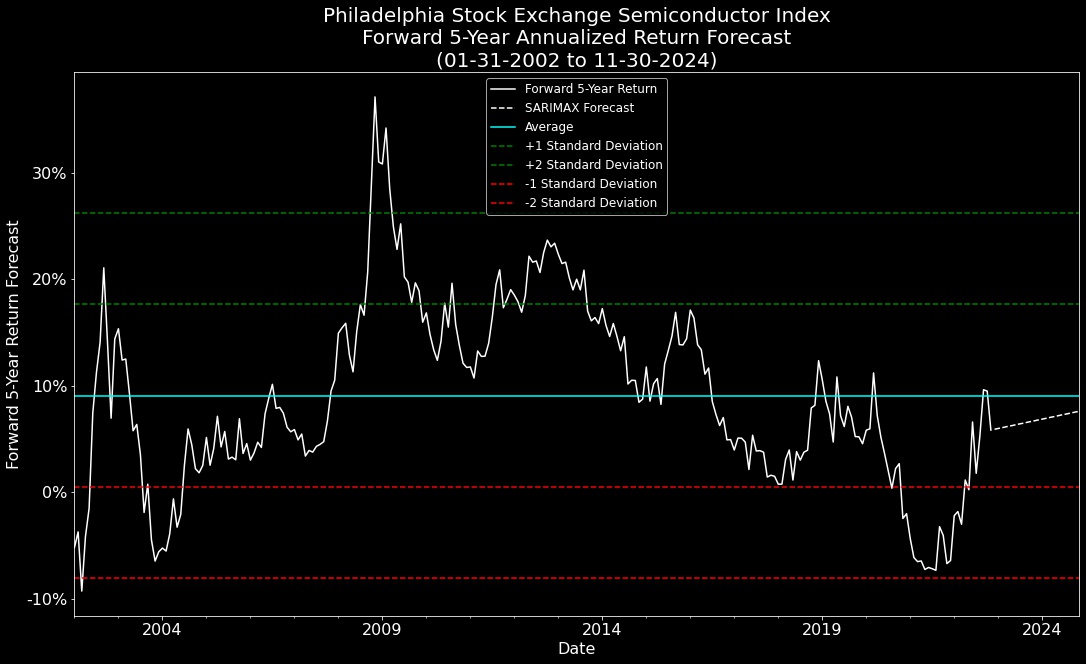 Philadelphia Stock Exchange Semiconductor Index
Forward 5-Year Annualized Return Forecast
(01-31-2002 to 11-30-2024)
Forward 5-Year Return
SARIMAX Forecast
Average
+1 Standard Deviation
+2 Standard Deviation
-1 Standard Deviation
-2 Standard Deviation
Forward 5-Year Return Forecast
30%
20%
10%
0%
-10%
2004
2009
2014
2019
2024
Date